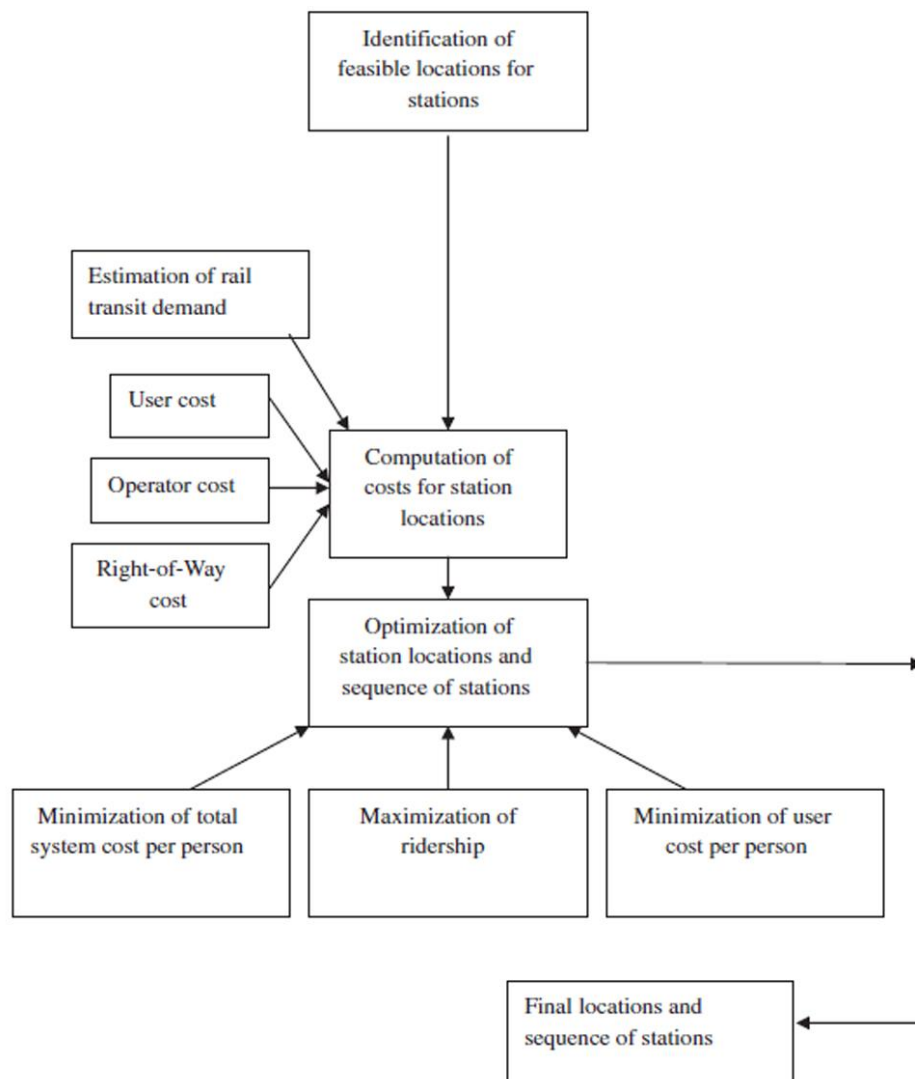 Identification of
feasible locations for
stations
Estimation of rail
transit demand
User cost
Operator cost
Right-of-Way
cost
Computation of
costs for station
locations
Optimization of
station locations and
sequence of stations
Minimization of total
system cost per person
Maximization of
ridership
Minimization of user
cost per person
Final locations and
sequence of stations